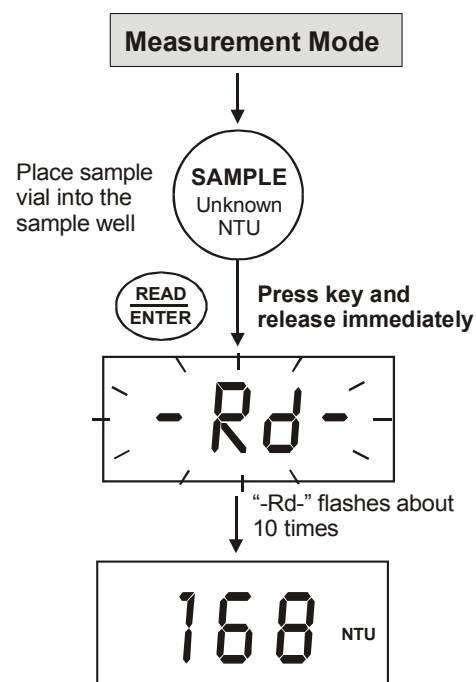 Measurement Mode
Place sample
vial into the
sample well
SAMPLE
Unknown
NTU
READ
ENTER
Press key and
release immediately
-Rd-
“-Rd-” flashes about
10 times
168 NTU